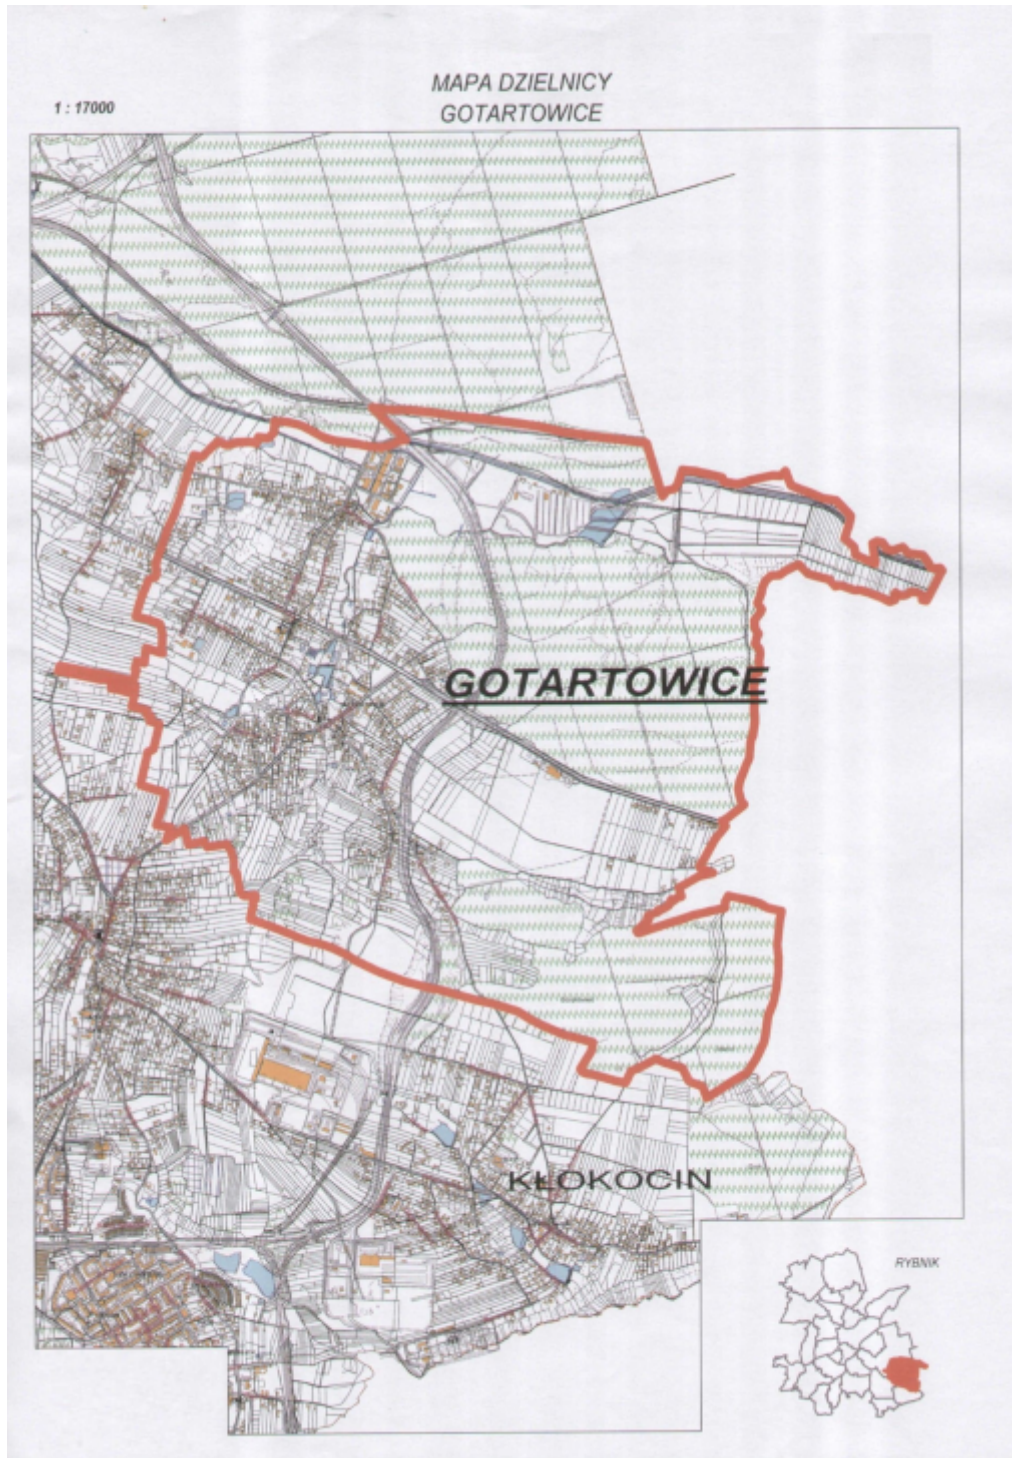 MAPA DZIELNICY
1 : 17000
GOTARTOWICE
GOTARTOWICE
KŁOKOCIN
RYBNIK